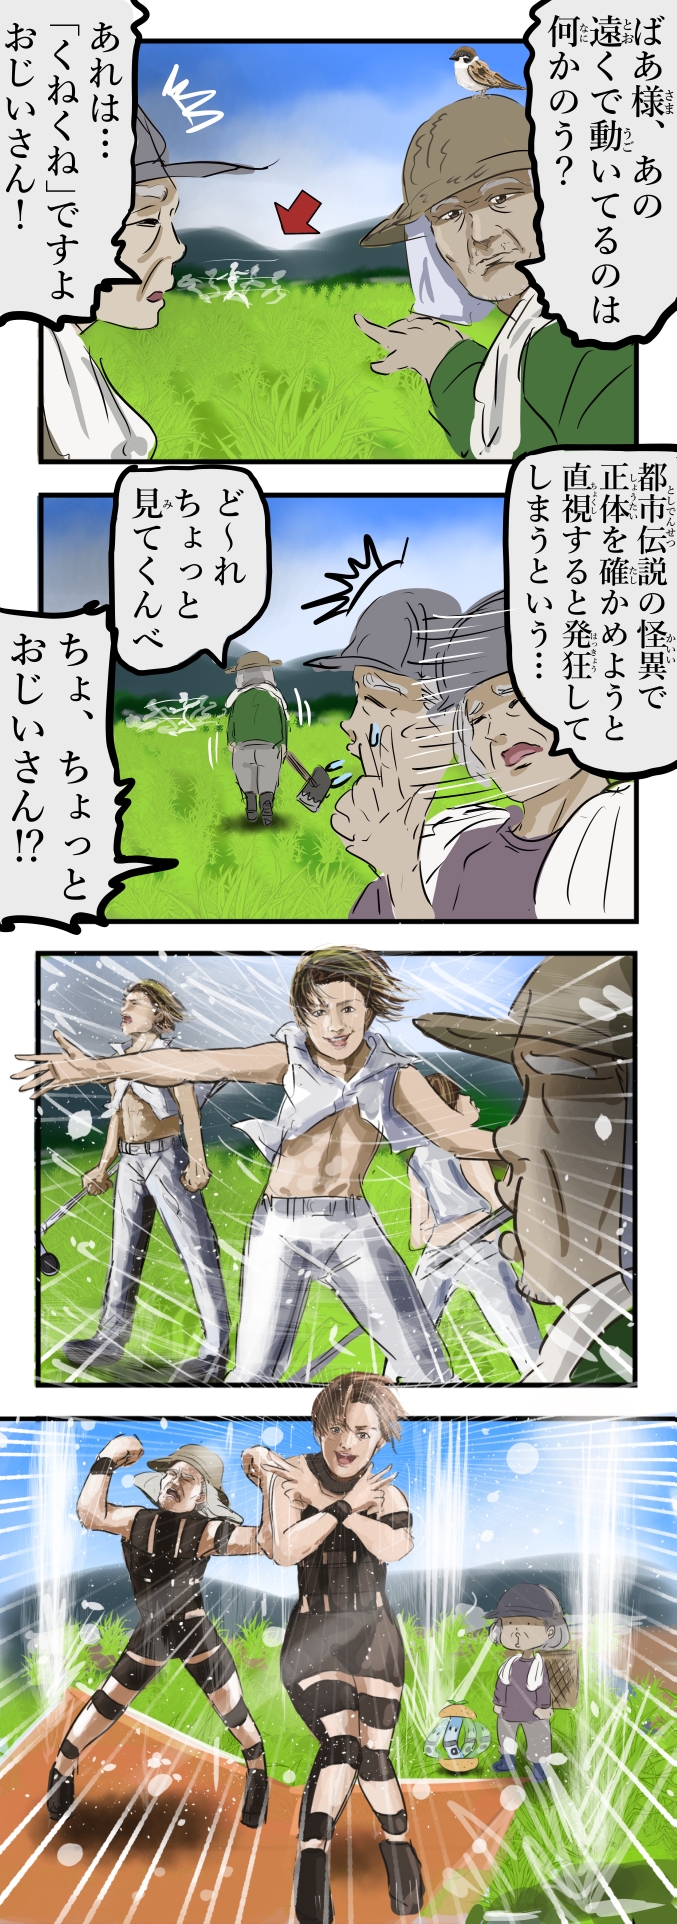 ばあ様、あの
遠くで動いてるのは
何かのう?
あれは…
「くねくね」ですよ
おじいさん!
都市伝説の怪異で
正体を確かめようと
直視すると発狂して
しまうという…
ど~れ
ちょっと
見てくんべ
ちょ、ちょっと
おじいさん!?